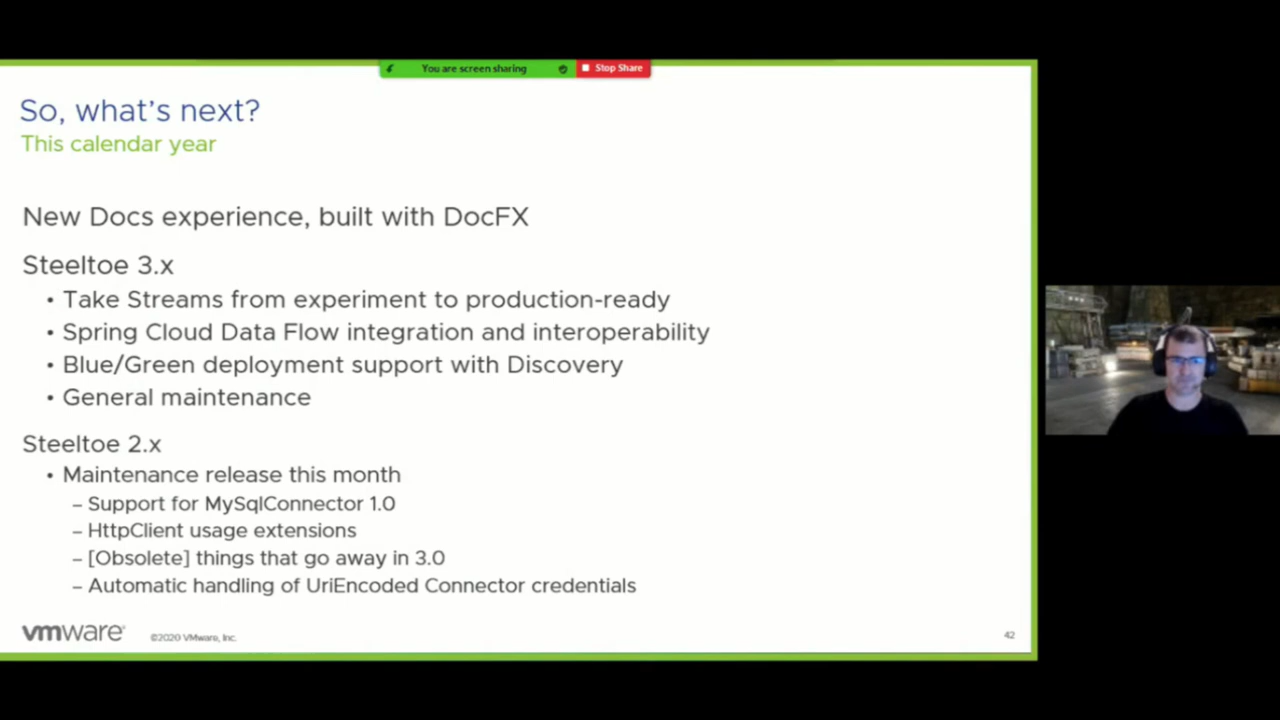 You are screen sharing
Stop Share
So, what's next?
This calendar year
New Docs experience, built with DocFX
Steeltoe 3.x
• Take Streams from experiment to production-ready
• Spring Cloud Data Flow integration and interoperability
• Blue/Green deployment support with Discovery
• General maintenance
Steeltoe 2.x
• Maintenance release this month
– Support for MySqlConnector 1.0
– HttpClient usage extensions
– [Obsolete] things that go away in 3.0
– Automatic handling of UriEncoded Connector credentials
vmware®
©2020 VMware, Inc.
42